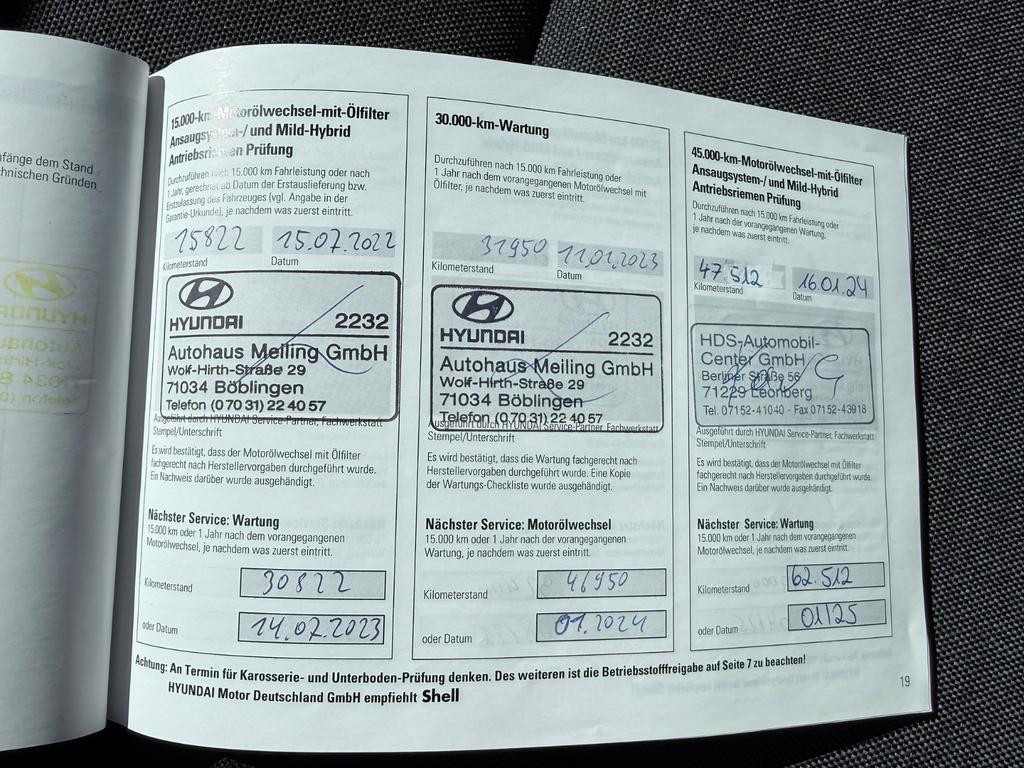 fänge dem Stand
hnischen Gründen
15.000-km-Motorölwechsel-mit-Ölfilter
Ansaugsystem-/ und Mild-Hybrid
Antriebsriemen Prüfung
Durchzuführen nach 15.000 km Fahrleistung oder nach
1 Jahr, gerechnet ab Datum der Erstauslieferung bzw.
Erstzulassung des Fahrzeuges (vgl. Angabe in der
Garantie-Urkunde), je nachdem was zuerst eintritt.
15822 15.07.2022
Kilometerstand Datum
HYUNDAI 2232
Autohaus Meiling GmbH
Wolf-Hirth-Straße 29
71034 Böblingen
Telefon (0 70 31) 22 40 57
Ausgeführt durch HYUNDAI Service-Partner, Fachwerkstatt
Stempel/Unterschrift
Es wird bestätigt, dass der Motorölwechsel mit Ölfilter
fachgerecht nach Herstellervorgaben durchgeführt wurde.
Ein Nachweis darüber wurde ausgehändigt.
Nächster Service: Wartung
15.000 km oder 1 Jahr nach dem vorangegangenen
Motorölwechsel, je nachdem was zuerst eintritt.
Kilometerstand 30822
oder Datum 14.07.2023
30.000-km-Wartung
Durchzuführen nach 15.000 km Fahrleistung oder
1 Jahr nach dem vorangegangenen Motorölwechsel mit
Ölfilter, je nachdem was zuerst eintritt.
31950 11.01.2023
Kilometerstand Datum
HYUNDAI 2232
Autohaus Meiling GmbH
Wolf-Hirth-Straße 29
71034 Böblingen
Telefon (0 70 31) 22 40 57
Ausgeführt durch HYUNDAI Service-Partner, Fachwerkstatt
Stempel/Unterschrift
Es wird bestätigt, dass die Wartung fachgerecht nach
Herstellervorgaben durchgeführt wurde. Eine Kopie
der Wartungs-Checkliste wurde ausgehändigt.
Nächster Service: Motorölwechsel
15.000 km oder 1 Jahr nach der vorangegangenen
Wartung, je nachdem was zuerst eintritt.
Kilometerstand 46950
oder Datum 01.2024
45.000-km-Motorölwechsel-mit-Ölfilter
Ansaugsystem-/ und Mild-Hybrid
Antriebsriemen Prüfung
Durchzuführen nach 15.000 km Fahrleistung oder
1 Jahr nach der vorangegangenen Wartung,
je nachdem was zuerst eintritt.
47.512 16.01.24
Kilometerstand Datum
HDS-Automobil-
Center GmbH
Berliner Straße 56
71229 Leonberg
Tel. 07152-41040 - Fax 07152-43918
Ausgeführt durch HYUNDAI Service-Partner, Fachwerkstatt
Stempel/Unterschrift
Es wird bestätigt, dass der Motorölwechsel mit Ölfilter
fachgerecht nach Herstellervorgaben durchgeführt wurde.
Ein Nachweis darüber wurde ausgehändigt.
Nächster Service: Wartung
15.000 km oder 1 Jahr nach dem vorangegangenen
Motorölwechsel, je nachdem was zuerst eintritt.
Kilometerstand 62.512
oder Datum 01/25
Achtung: An Termin für Karosserie- und Unterboden-Prüfung denken. Des weiteren ist die Betriebsstofffreigabe auf Seite 7 zu beachten!
HYUNDAI Motor Deutschland GmbH empfiehlt Shell
19